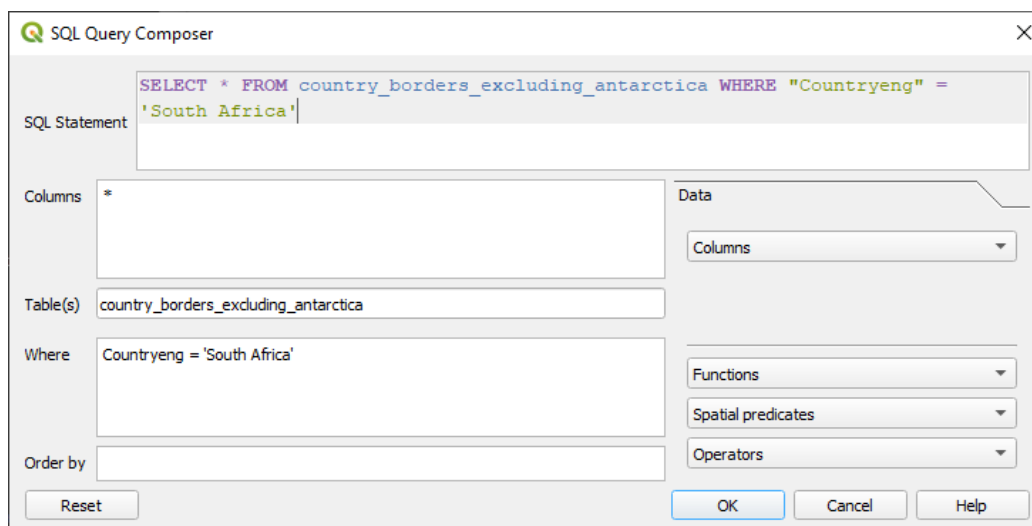 SQL Query Composer
SELECT * FROM country_borders_excluding_antarctica WHERE "Countryeng" =
'South Africa'
SQL Statement
Columns
*
Data
Columns
Table(s)
country_borders_excluding_antarctica
Where
Countryeng = 'South Africa'
Functions
Spatial predicates
Operators
Order by
Reset
OK
Cancel
Help